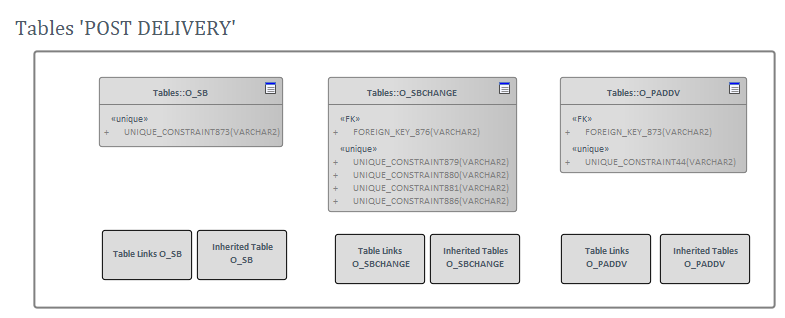 Tables 'POST DELIVERY'
Tables::O_SB
«unique»
+ UNIQUE_CONSTRAINT873(VARCHAR2)
Tables::O_SBCHANGE
«FK»
+ FOREIGN_KEY_876(VARCHAR2)
«unique»
+ UNIQUE_CONSTRAINT879(VARCHAR2)
+ UNIQUE_CONSTRAINT880(VARCHAR2)
+ UNIQUE_CONSTRAINT881(VARCHAR2)
+ UNIQUE_CONSTRAINT886(VARCHAR2)
Tables::O_PADDV
«FK»
+ FOREIGN_KEY_873(VARCHAR2)
«unique»
+ UNIQUE_CONSTRAINT44(VARCHAR2)
Table Links O_SB
Inherited Table
O_SB
Table Links
O_SBCHANGE
Inherited Tables
O_SBCHANGE
Table Links
O_PADDV
Inherited Tables
O_PADDV